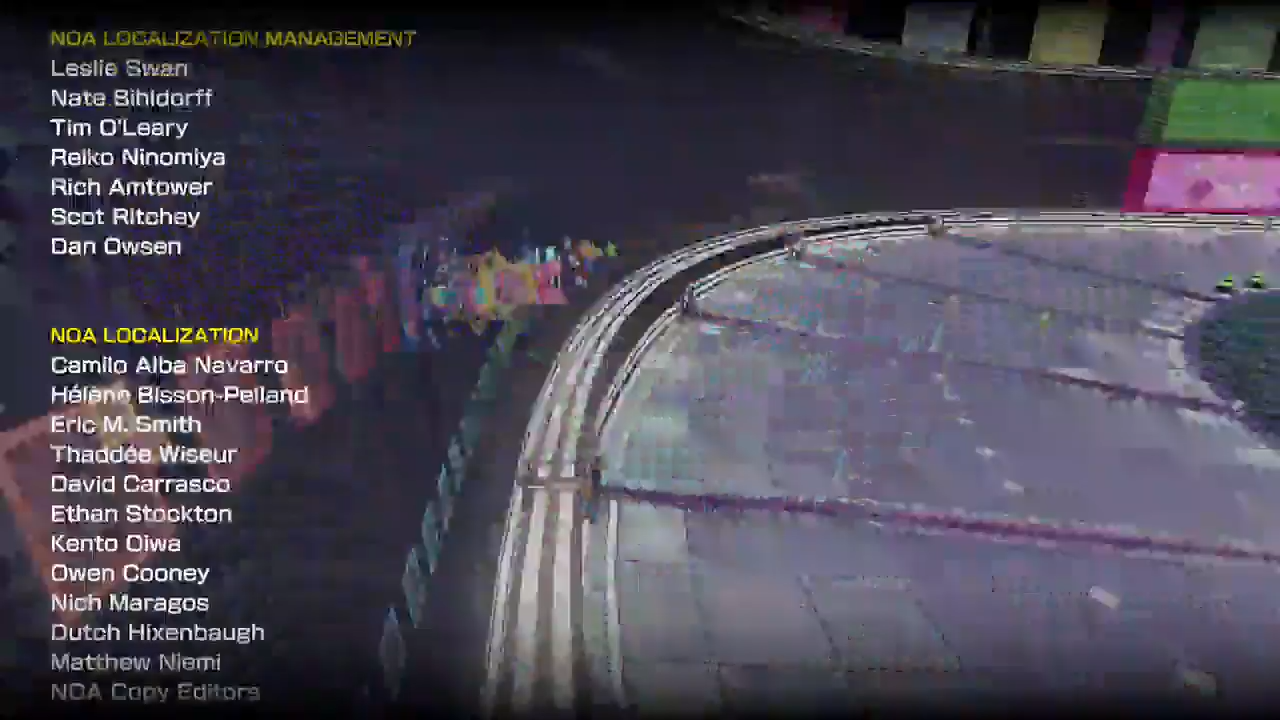 NOA LOCALIZATION MANAGEMENT
Leslie Swan
Nate Bihldorff
Tim O'Leary
Reiko Ninomiya
Rich Amtower
Scot Ritchey
Dan Owsen
NOA LOCALIZATION
Camilo Alba Navarro
Hélène Bisson-Pelland
Eric M. Smith
Thaddée Wiseur
David Carrasco
Ethan Stockton
Kento Oiwa
Owen Cooney
Nich Maragos
Dutch Hixenbaugh
Matthew Niemi
NOA Copy Editors